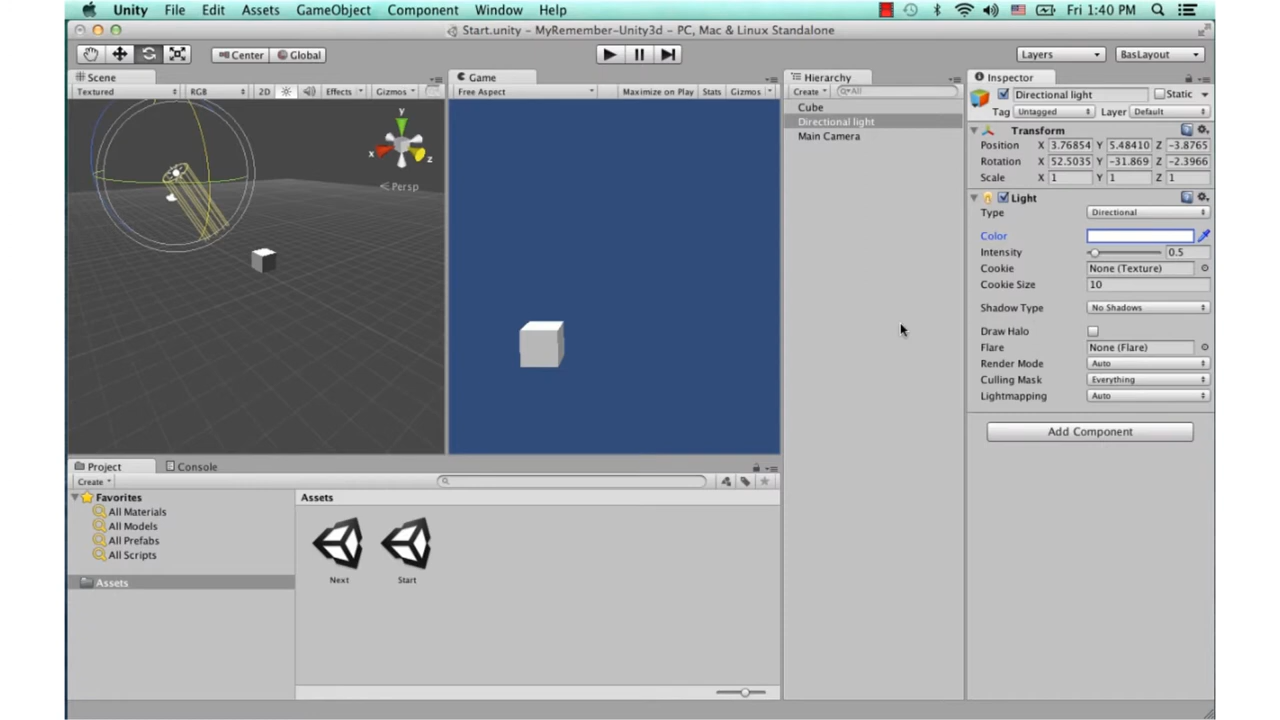 Unity File Edit Assets GameObject Component Window Help Fri 1:40 PM
Start.unity - MyRemember-Unity3d - PC, Mac & Linux Standalone
Center Global Layers BasLayout
Scene
Textured RGB 2D Effects Gizmos
y
x
z
Persp
Game
Free Aspect Maximize on Play Stats Gizmos
Hierarchy
Create All
Cube
Directional light
Main Camera
Inspector
Directional light Static
Tag Untagged Layer Default
Transform
Position X 3.76854 Y 5.48410 Z -3.8765
Rotation X 52.5035 Y -31.869 Z -2.3966
Scale X 1 Y 1 Z 1
Light
Type Directional
Color
Intensity 0.5
Cookie None (Texture)
Cookie Size 10
Shadow Type No Shadows
Draw Halo
Flare None (Flare)
Render Mode Auto
Culling Mask Everything
Lightmapping Auto
Add Component
Project Console
Create
Favorites
All Materials
All Models
All Prefabs
All Scripts
Assets
Assets
Next Start